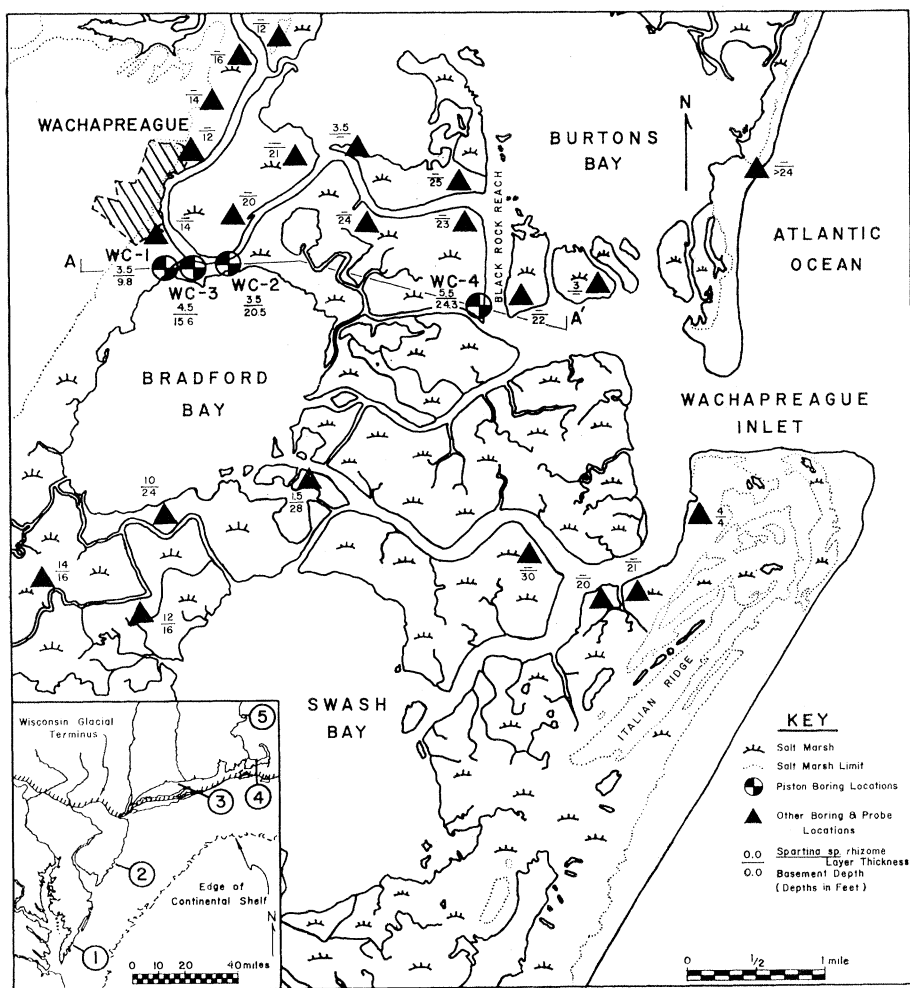 –
12
–
16
–
14
WACHAPREAGUE
–
12
–
21
3.5
–
–
25
BURTONS
BAY
N
–
>24
–
20
–
14
–
24
–
23
BLACK ROCK REACH
ATLANTIC
OCEAN
A
WC-1
3.5
9.8
WC-3
4.5
15.6
WC-2
3.5
20.5
WC-4
5.5
24.3
–
22
3
–
A'
BRADFORD
BAY
WACHAPREAGUE
INLET
10
24
1.5
28
4
4
14
16
12
16
–
30
–
20
–
21
SWASH
BAY
ITALIAN RIDGE
KEY
Salt Marsh
Salt Marsh Limit
Piston Boring Locations
Other Boring & Probe
Locations
0.0 Spartina sp. rhizome
Layer Thickness
0.0 Basement Depth
(Depths in Feet)
0 1/2 1 mile
Wisconsin Glacial
Terminus
5
3
4
2
Edge of
Continental Shelf
N
1
0 10 20 40 miles